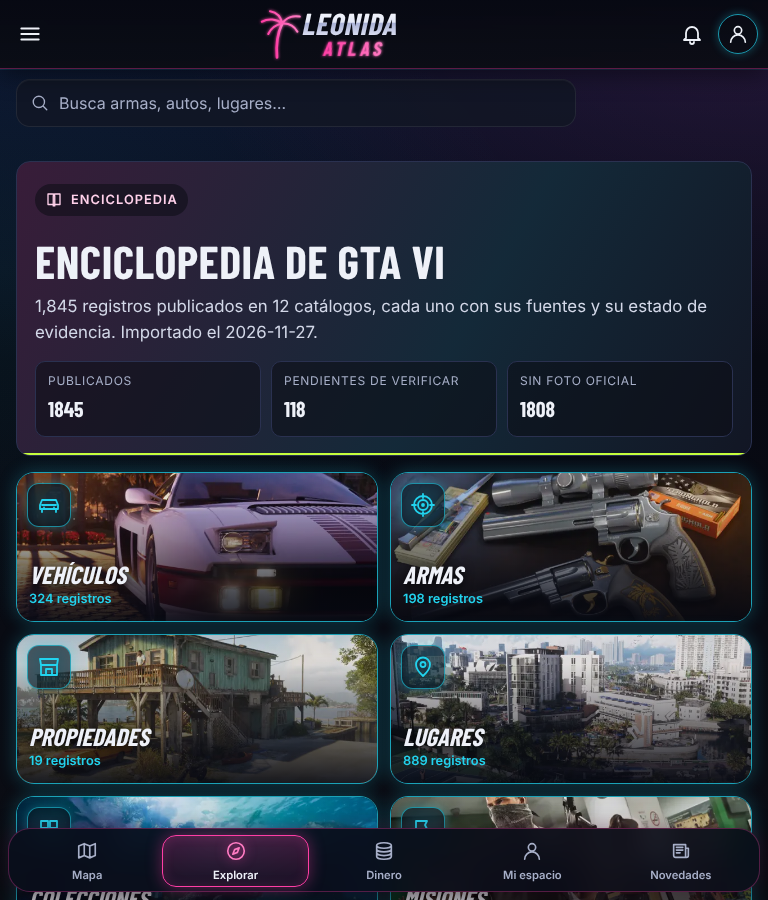 LEONIDA
ATLAS
Busca armas, autos, lugares...
ENCICLOPEDIA
ENCICLOPEDIA DE GTA VI
1,845 registros publicados en 12 catálogos, cada uno con sus fuentes y su estado de
evidencia. Importado el 2026-11-27.
PUBLICADOS
1845
PENDIENTES DE VERIFICAR
118
SIN FOTO OFICIAL
1808
VEHÍCULOS
324 registros
ARMAS
198 registros
PROPIEDADES
19 registros
LUGARES
889 registros
COLECCIONES
MISIONES
Mapa
Explorar
Dinero
Mi espacio
Novedades